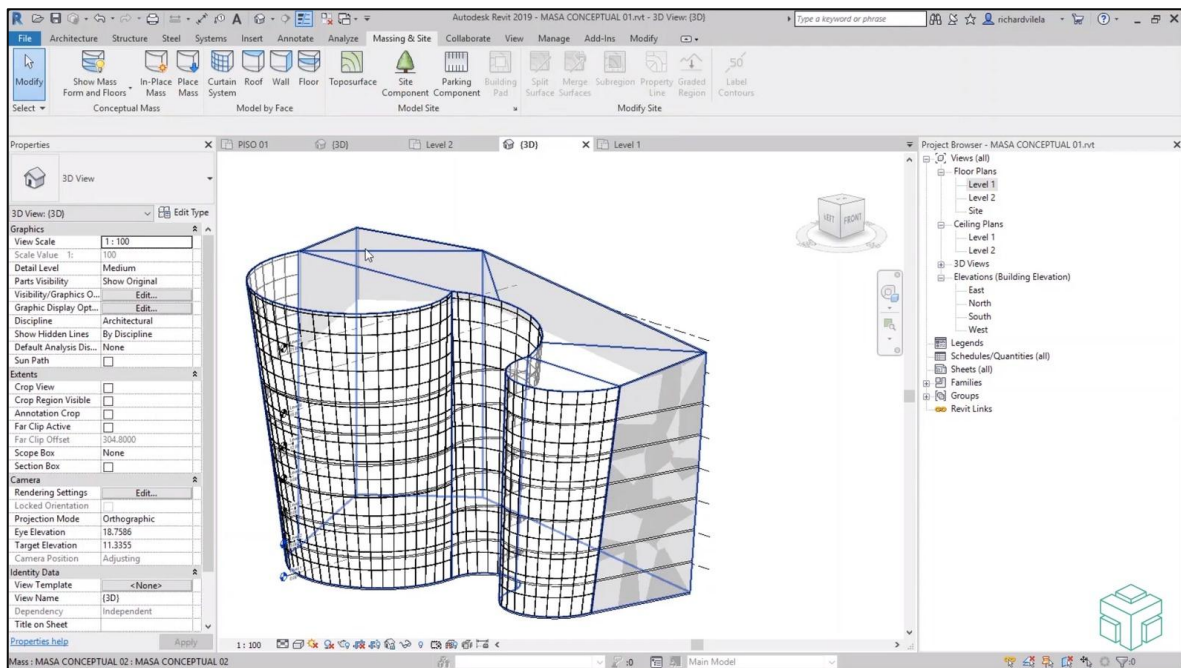 Autodesk Revit 2019 - MASA CONCEPTUAL 01.rvt - 3D View: {3D}
Type a keyword or phrase
richardvilela
File Architecture Structure Steel Systems Insert Annotate Analyze Massing & Site Collaborate View Manage Add-Ins Modify
Modify
Show Mass Form and Floors
In-Place Mass
Place Mass
Curtain System
Roof
Wall
Floor
Toposurface
Site Component
Parking Component
Building Pad
Split Surface
Merge Surfaces
Subregion
Property Line
Graded Region
Label Contours
Select
Conceptual Mass
Model by Face
Model Site
Modify Site
Properties
PISO 01
{3D}
Level 2
{3D}
Level 1
Project Browser - MASA CONCEPTUAL 01.rvt
3D View
3D View: {3D}
Edit Type
Graphics
View Scale 1 : 100
Scale Value 1: 100
Detail Level Medium
Parts Visibility Show Original
Visibility/Graphics O... Edit...
Graphic Display Opt... Edit...
Discipline Architectural
Show Hidden Lines By Discipline
Default Analysis Dis... None
Sun Path
Extents
Crop View
Crop Region Visible
Annotation Crop
Far Clip Active
Far Clip Offset 304.8000
Scope Box None
Section Box
Camera
Rendering Settings Edit...
Locked Orientation
Projection Mode Orthographic
Eye Elevation 18.7586
Target Elevation 11.3355
Camera Position Adjusting
Identity Data
View Template <None>
View Name {3D}
Dependency Independent
Title on Sheet
Properties help
Apply
LEFT
FRONT
Views (all)
Floor Plans
Level 1
Level 2
Site
Ceiling Plans
Level 1
Level 2
3D Views
Elevations (Building Elevation)
East
North
South
West
Legends
Schedules/Quantities (all)
Sheets (all)
Families
Groups
Revit Links
1 : 100
Mass : MASA CONCEPTUAL 02 : MASA CONCEPTUAL 02
:0
Main Model
:0